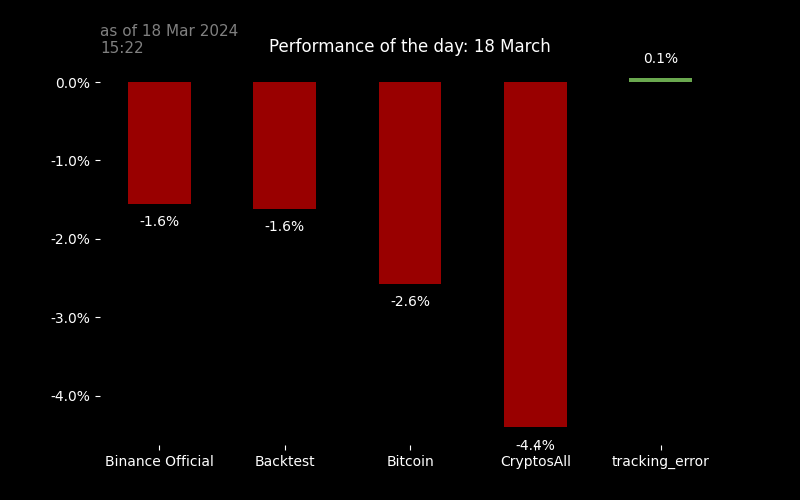 as of 18 Mar 2024
15:22
Performance of the day: 18 March
0.1%
0.0%
-1.0%
-2.0%
-3.0%
-4.0%
-1.6%
-1.6%
-2.6%
-4.4%
Binance Official
Backtest
Bitcoin
CryptosAll
tracking_error